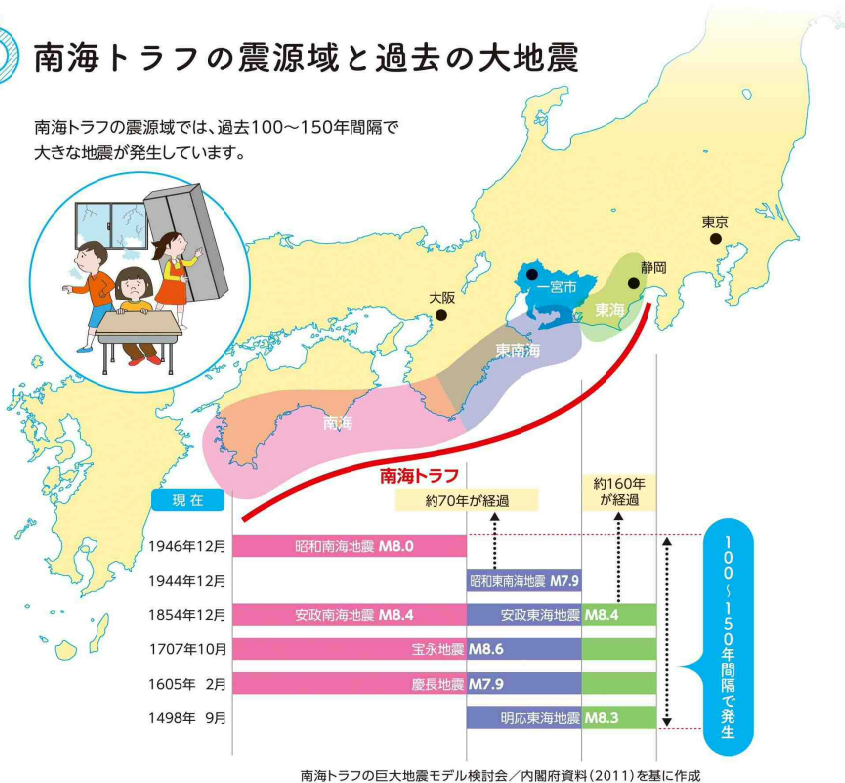 南海トラフの震源域と過去の大地震
南海トラフの震源域では、過去100～150年間隔で
大きな地震が発生しています。
東京
静岡
一宮市
大阪
東海
東南海
南海
南海トラフ
現在
約70年が経過
約160年
が経過
1946年12月 昭和南海地震 M8.0
1944年12月 昭和東南海地震 M7.9
1854年12月 安政南海地震 M8.4 安政東海地震 M8.4
1707年10月 宝永地震 M8.6
1605年 2月 慶長地震 M7.9
1498年 9月 明応東海地震 M8.3
100～150年間隔で発生
南海トラフの巨大地震モデル検討会／内閣府資料(2011)を基に作成